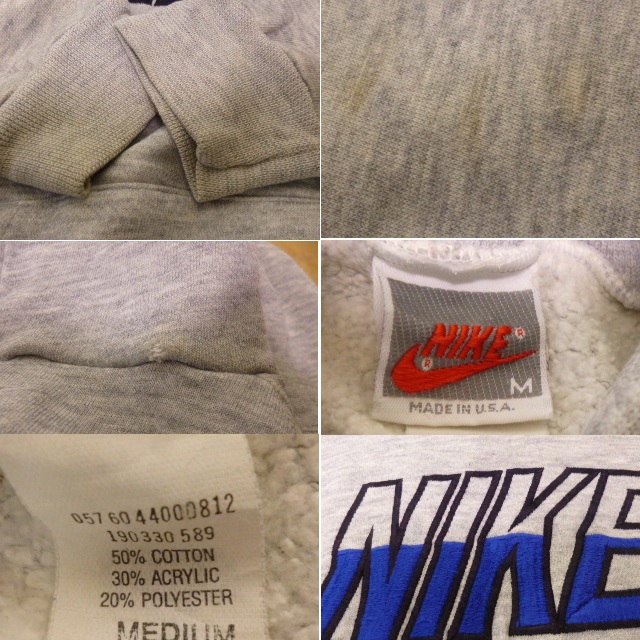 NIKE®
®
M
MADE IN U.S.A.
057 60 44000812
190330 589
50% COTTON
30% ACRYLIC
20% POLYESTER
MEDIUM
NIKE